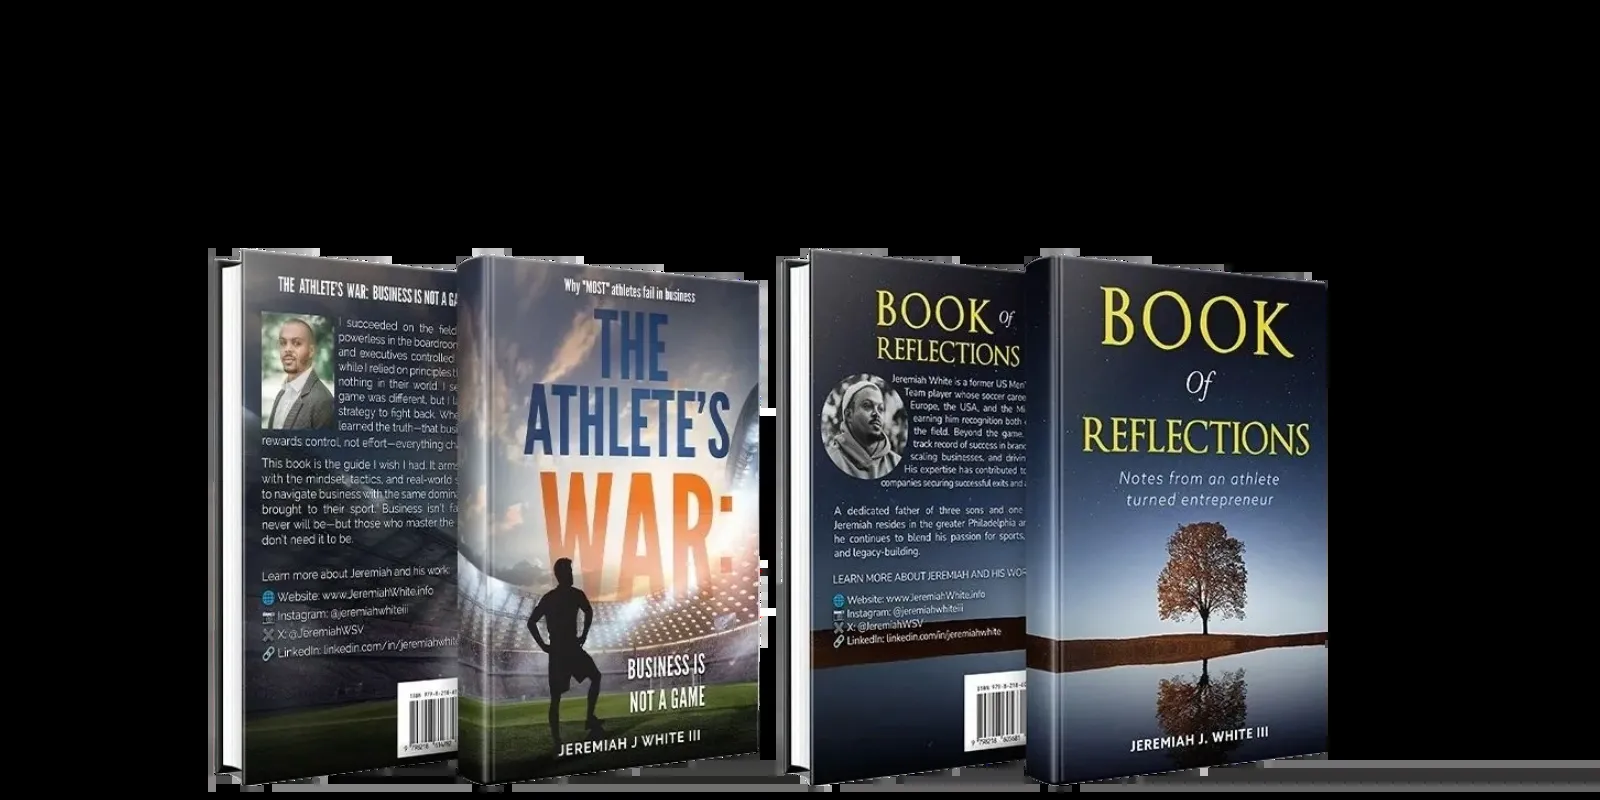 THE ATHLETE'S WAR: BUSINESS IS NOT A GA
I succeeded on the field
powerless in the boardroom
and executives controlled
while I relied on principles
nothing in their world. I
game was different, but I
strategy to fight back.
learned the truth—that
rewards control, not effort—everything
This book is the guide I wish I had. It
with the mindset, tactics, and real-world
to navigate business with the same
brought to their sport. Business isn't
never will be—but those who master the
don't need it to be.
Learn more about Jeremiah and his work:
Website: www.JeremiahWhite.info
Instagram: @jeremiahwhiteiii
X: @JeremiahWSV
LinkedIn: linkedin.com/in/jeremiahwhite
Why "MOST" athletes fail in business
THE
ATHLETE'S
WAR:
BUSINESS IS
NOT A GAME
JEREMIAH J WHITE III
BOOK Of
REFLECTIONS
Jeremiah White is a former US Men'
Team player whose soccer
Europe, the USA, and the
earning him recognition both
the field. Beyond the game,
track record of success in
scaling businesses, and
His expertise has contributed to
companies securing successful exits and
A dedicated father of three sons and one
Jeremiah resides in the greater Philadelphia
he continues to blend his passion for sports,
and legacy-building.
LEARN MORE ABOUT JEREMIAH AND HIS WOR
Website: www.JeremiahWhite.info
Instagram: @jeremiahwhiteiii
X: @JeremiahWSV
LinkedIn: linkedin.com/in/jeremiahwhite
BOOK
Of
REFLECTIONS
Notes from an athlete
turned entrepreneur
JEREMIAH J. WHITE III